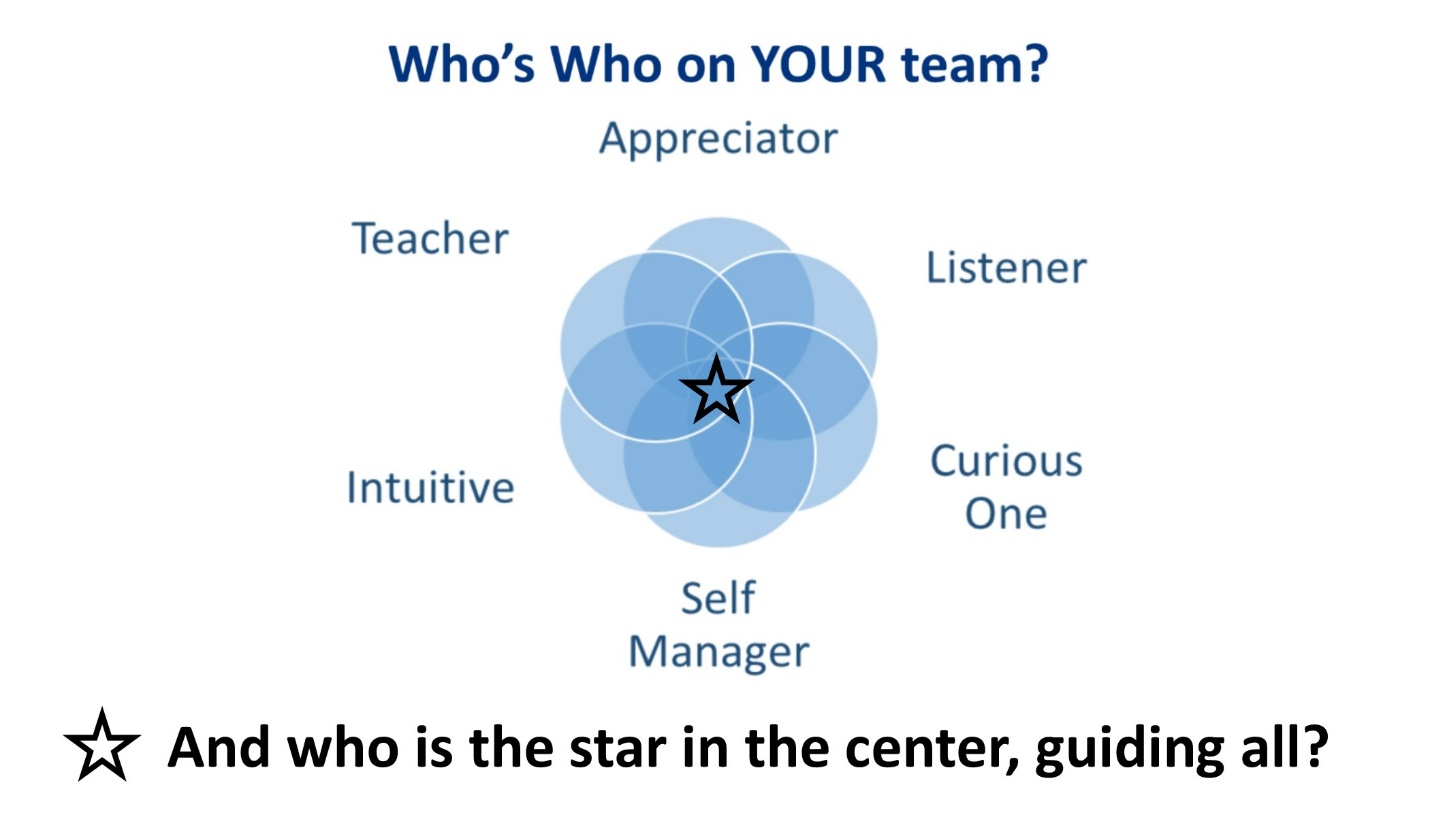 Who's Who on YOUR team?
Appreciator
Teacher
Listener
Curious
One
Intuitive
Self
Manager
And who is the star in the center, guiding all?